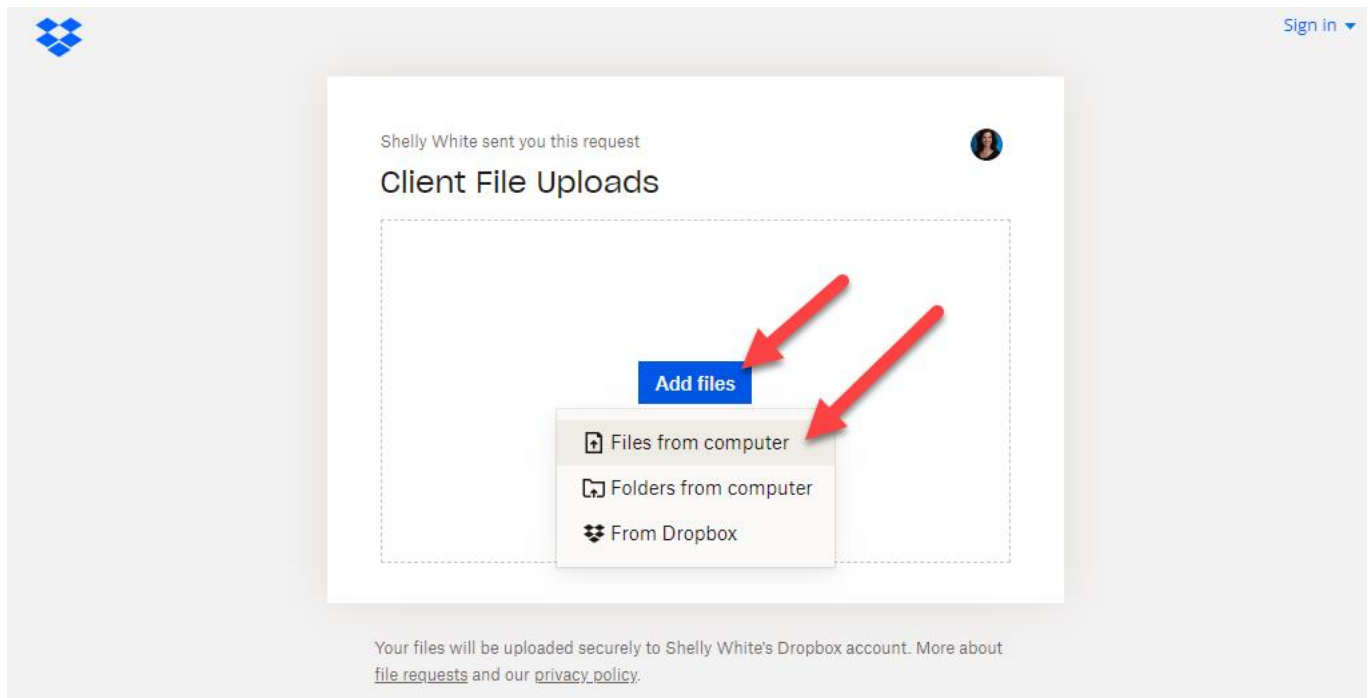 Sign in
Shelly White sent you this request
Client File Uploads
Add files
Files from computer
Folders from computer
From Dropbox
Your files will be uploaded securely to Shelly White's Dropbox account. More about
file requests and our privacy policy.